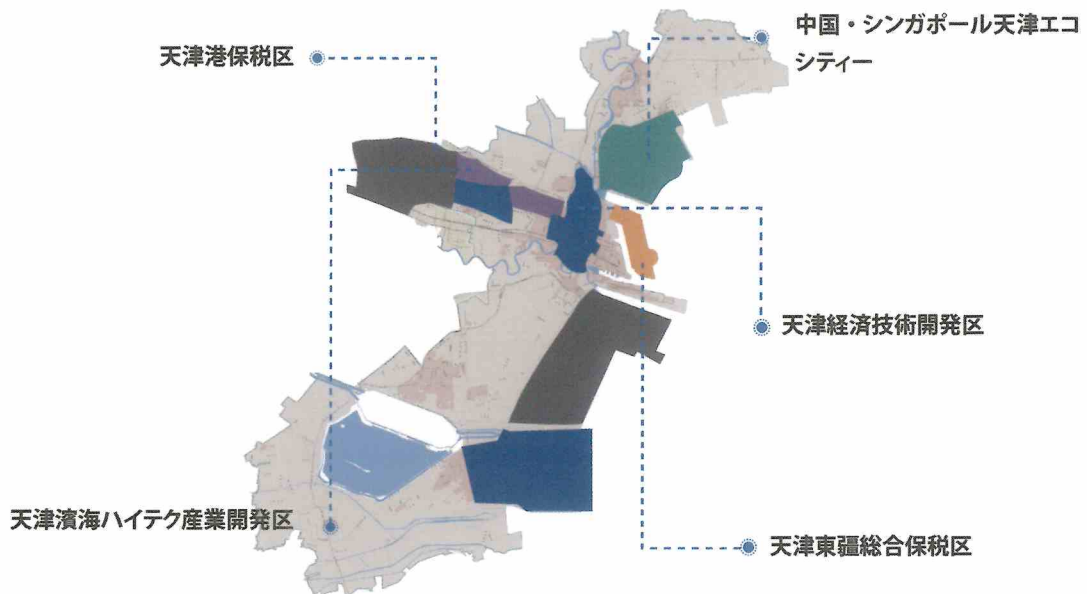 中国・シンガポール天津エコ
シティー
天津港保税区
天津経済技術開発区
天津濱海ハイテク産業開発区
天津東疆総合保税区